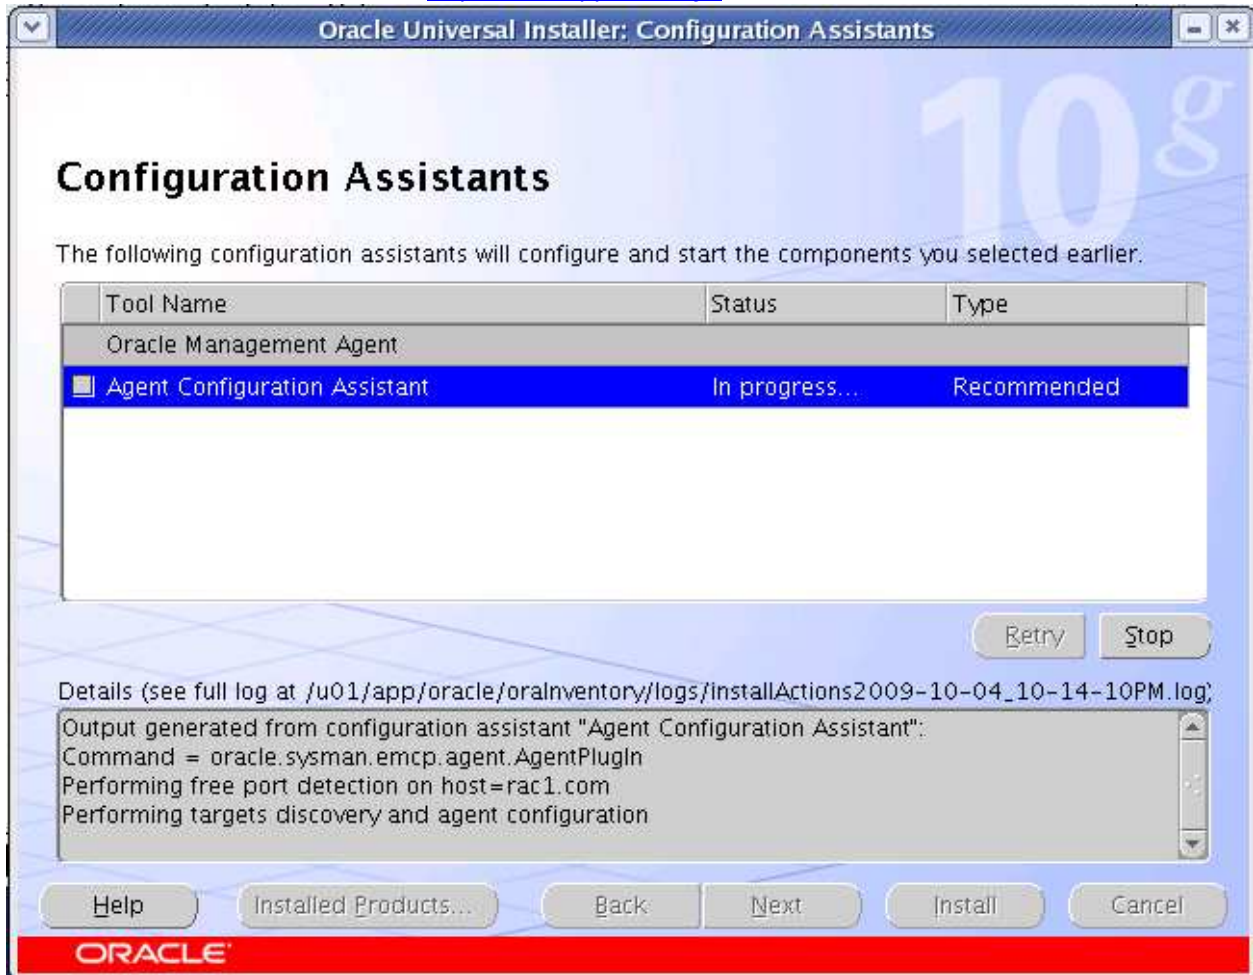 Oracle Universal Installer: Configuration Assistants
10g
Configuration Assistants
The following configuration assistants will configure and start the components you selected earlier.
Tool Name Status Type
Oracle Management Agent
Agent Configuration Assistant In progress... Recommended
Retry Stop
Details (see full log at /u01/app/oracle/oraInventory/logs/installActions2009-10-04_10-14-10PM.log)
Output generated from configuration assistant "Agent Configuration Assistant":
Command = oracle.sysman.emcp.agent.AgentPlugIn
Performing free port detection on host=rac1.com
Performing targets discovery and agent configuration
Help Installed Products... Back Next Install Cancel
ORACLE